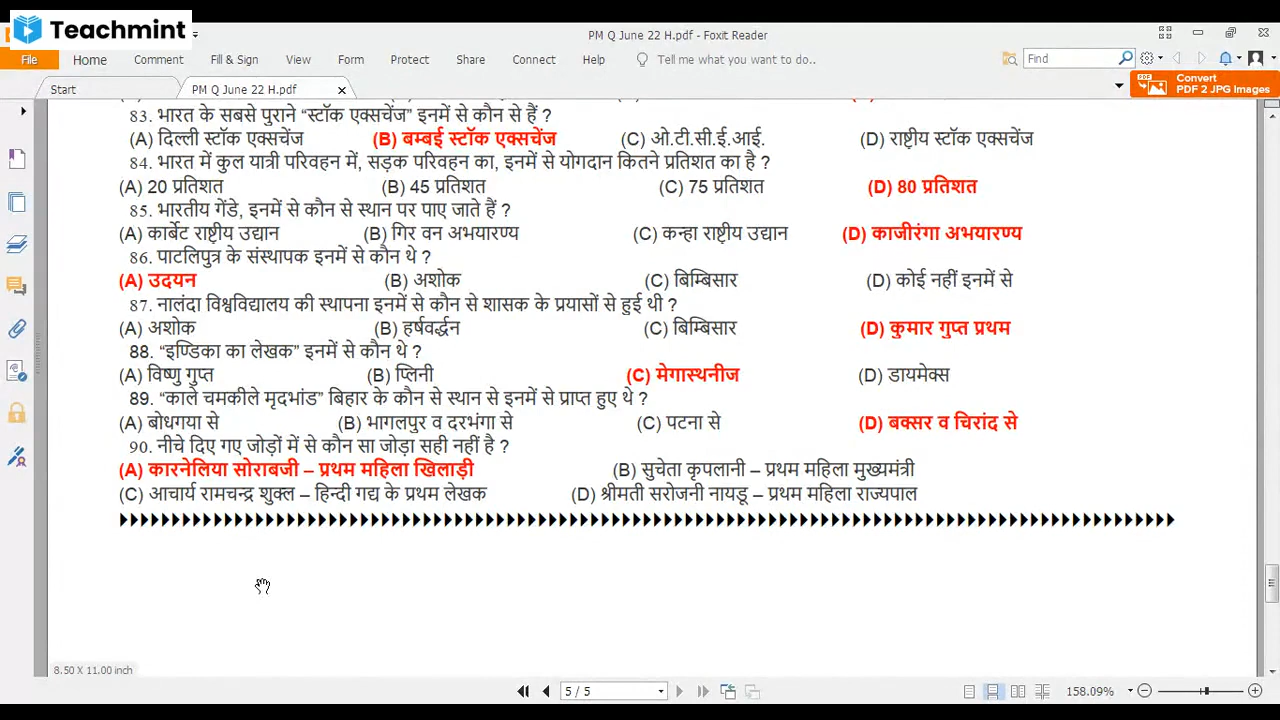 Teachmint
PM Q June 22 H.pdf - Foxit Reader
File Home Comment Fill & Sign View Form Protect Share Connect Help Tell me what you want to do.. Find
Start PM Q June 22 H.pdf x
Convert
PDF 2 JPG Images
83. भारत के सबसे पुराने “स्टॉक एक्सचेंज” इनमें से कौन से हैं ?
(A) दिल्ली स्टॉक एक्सचेंज (B) बम्बई स्टॉक एक्सचेंज (C) ओ.टी.सी.ई.आई. (D) राष्ट्रीय स्टॉक एक्सचेंज
84. भारत में कुल यात्री परिवहन में, सड़क परिवहन का, इनमें से योगदान कितने प्रतिशत का है ?
(A) 20 प्रतिशत (B) 45 प्रतिशत (C) 75 प्रतिशत (D) 80 प्रतिशत
85. भारतीय गेंडे, इनमें से कौन से स्थान पर पाए जाते हैं ?
(A) कार्बेट राष्ट्रीय उद्यान (B) गिर वन अभयारण्य (C) कन्हा राष्ट्रीय उद्यान (D) काजीरंगा अभयारण्य
86. पाटलिपुत्र के संस्थापक इनमें से कौन थे ?
(A) उदयन (B) अशोक (C) बिम्बिसार (D) कोई नहीं इनमें से
87. नालंदा विश्वविद्यालय की स्थापना इनमें से कौन से शासक के प्रयासों से हुई थी ?
(A) अशोक (B) हर्षवर्द्धन (C) बिम्बिसार (D) कुमार गुप्त प्रथम
88. “इण्डिका का लेखक” इनमें से कौन थे ?
(A) विष्णु गुप्त (B) प्लिनी (C) मेगास्थनीज (D) डायमेक्स
89. “काले चमकीले मृदभांड” बिहार के कौन से स्थान से इनमें से प्राप्त हुए थे ?
(A) बोधगया से (B) भागलपुर व दरभंगा से (C) पटना से (D) बक्सर व चिरांद से
90. नीचे दिए गए जोड़ों में से कौन सा जोड़ा सही नहीं है ?
(A) कारनेलिया सोराबजी – प्रथम महिला खिलाड़ी (B) सुचेता कृपलानी – प्रथम महिला मुख्यमंत्री
(C) आचार्य रामचन्द्र शुक्ल – हिन्दी गद्य के प्रथम लेखक (D) श्रीमती सरोजनी नायडू – प्रथम महिला राज्यपाल
8.50 X 11.00 inch
5 / 5 158.09%